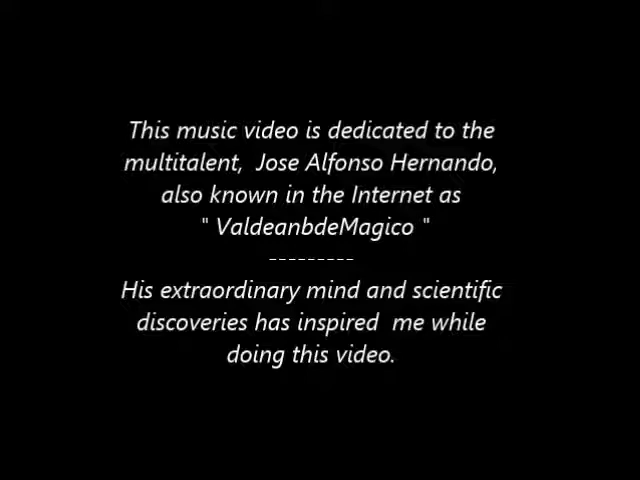 This music video is dedicated to the
multitalent,  Jose Alfonso Hernando,
also known in the Internet as
" ValdeanbdeMagico "
---------
His extraordinary mind and scientific
discoveries has inspired  me while
doing this video.